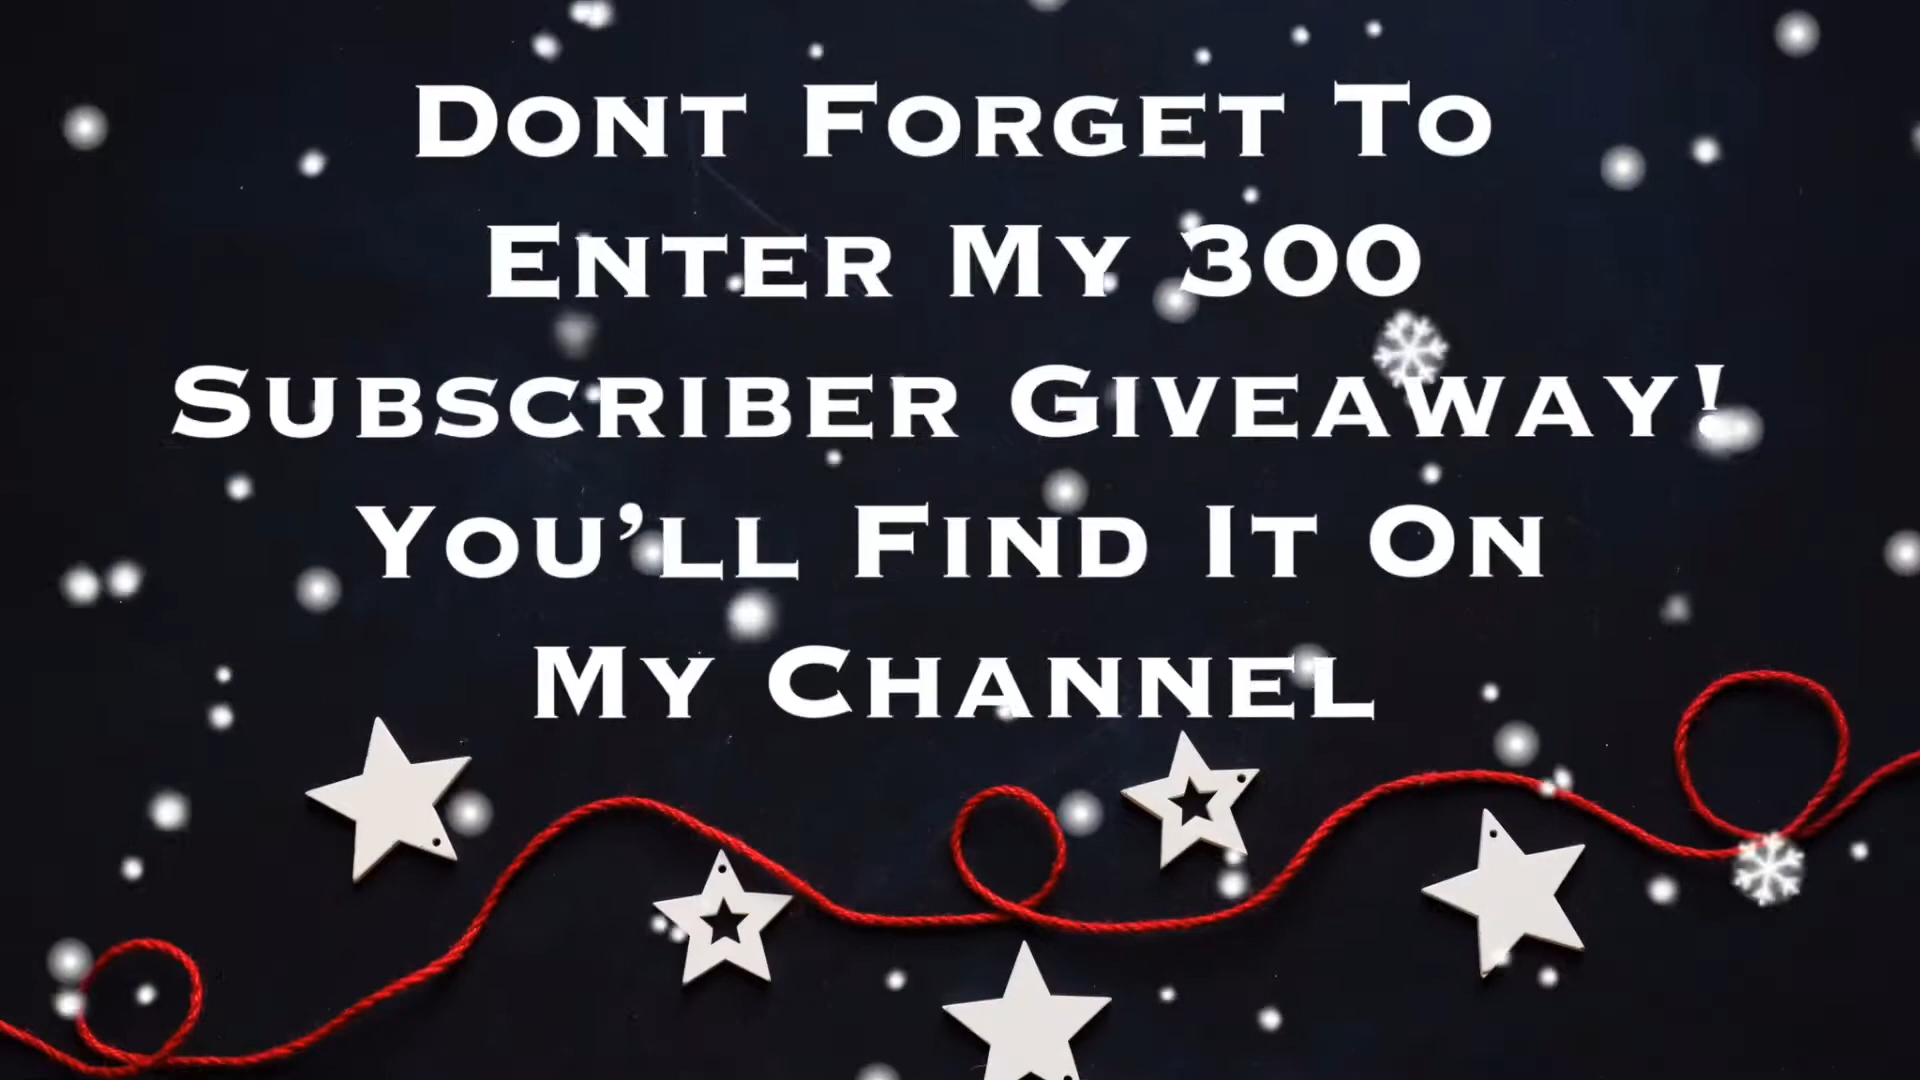 Dont Forget To
Enter My 300
Subscriber Giveaway!
You’ll Find It On
My Channel